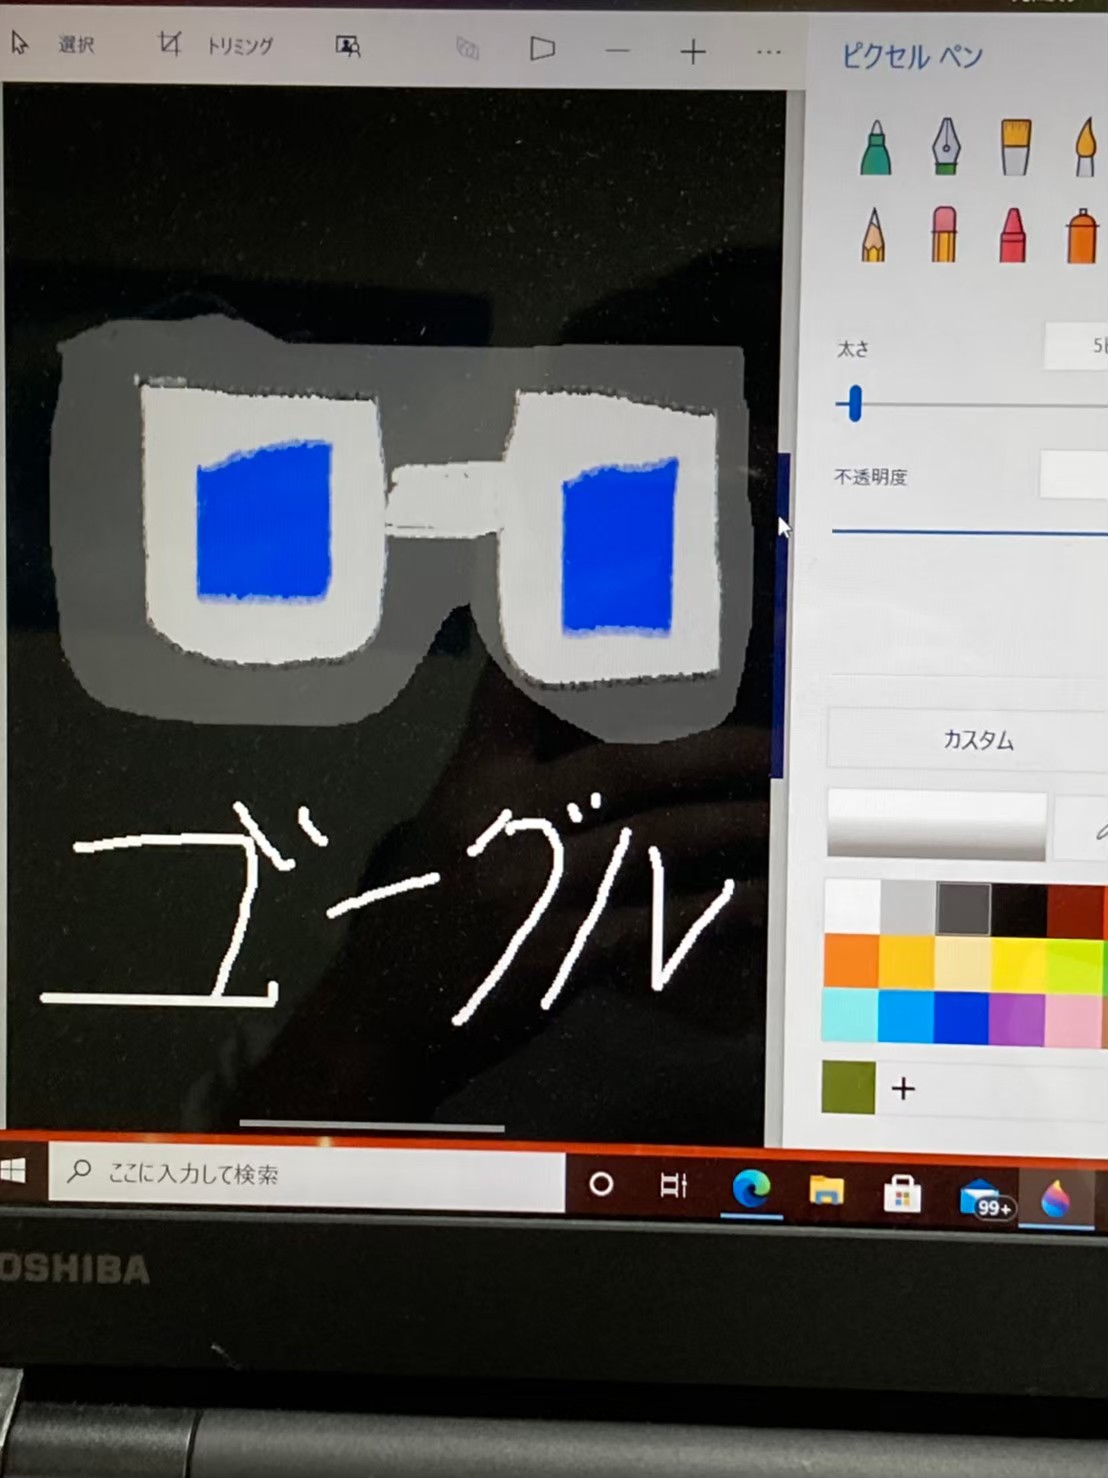 選択
トリミング
ピクセル ペン
太さ
不透明度
カスタム
ゴーグル
ここに入力して検索
99+
OSHIBA